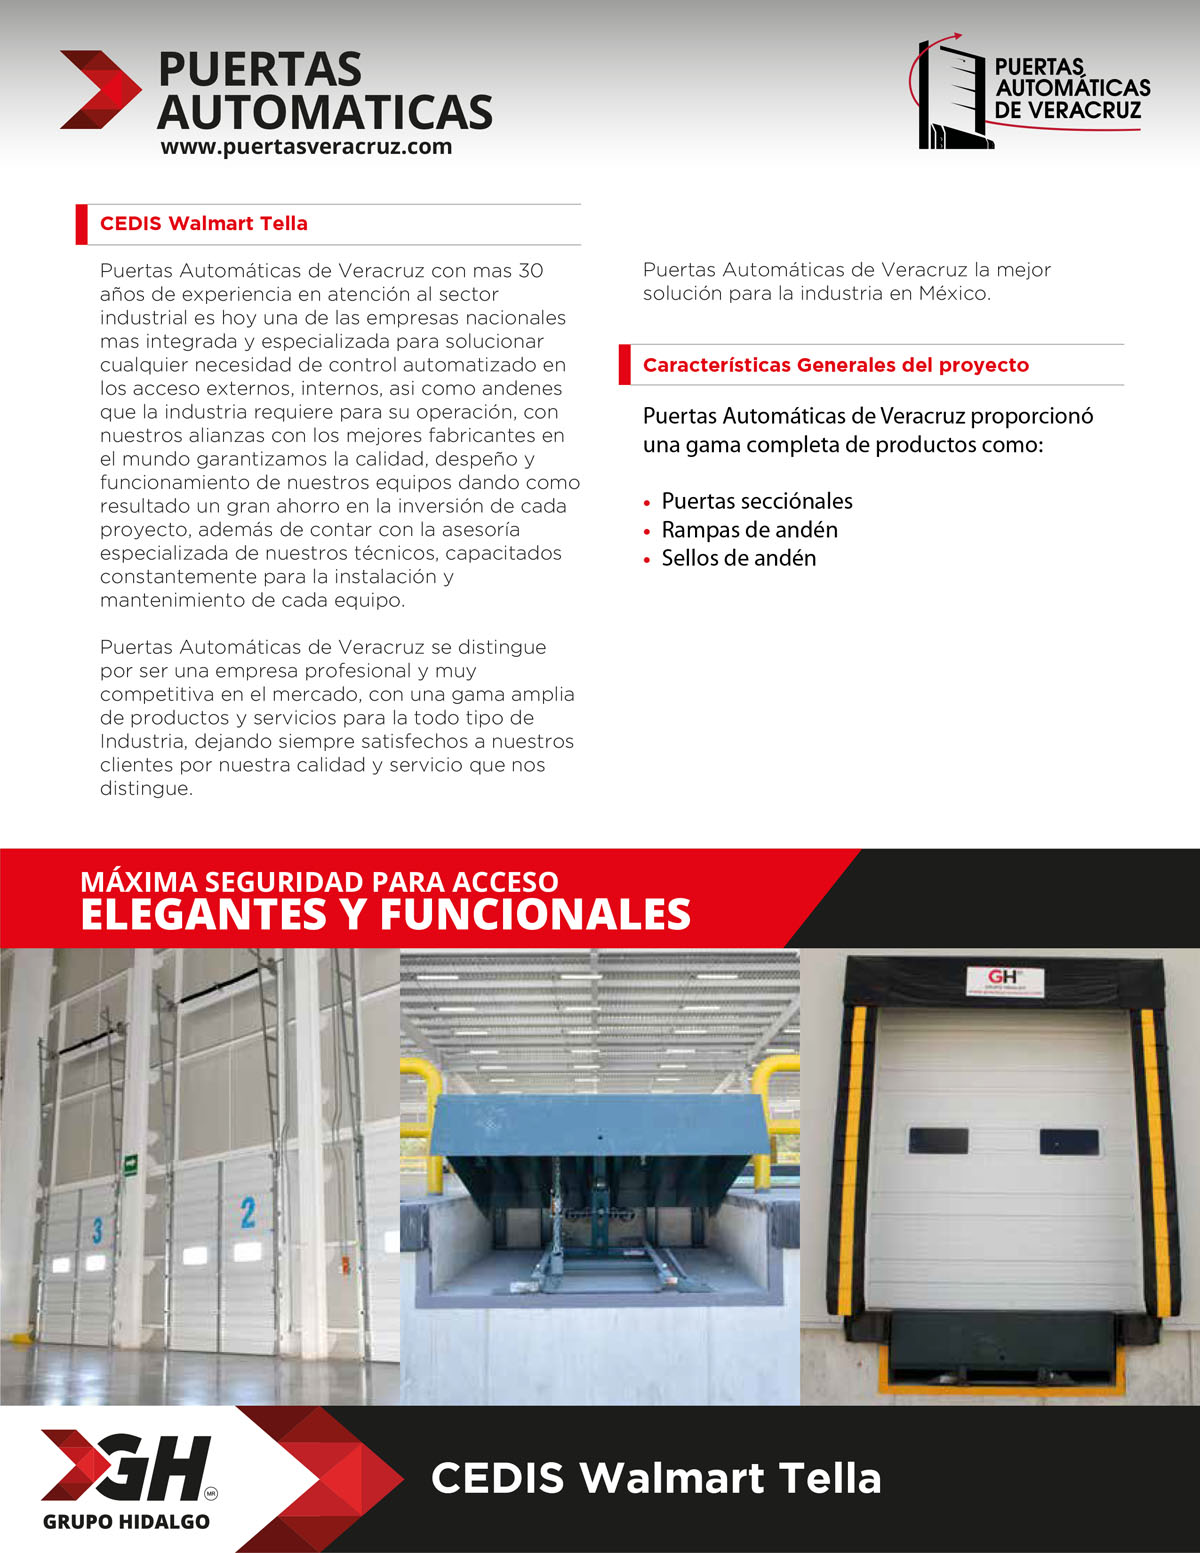 PUERTAS
AUTOMATICAS
www.puertasveracruz.com
PUERTAS
AUTOMÁTICAS
DE VERACRUZ
CEDIS Walmart Tella
Puertas Automáticas de Veracruz con mas 30
años de experiencia en atención al sector
industrial es hoy una de las empresas nacionales
mas integrada y especializada para solucionar
cualquier necesidad de control automatizado en
los acceso externos, internos, asi como andenes
que la industria requiere para su operación, con
nuestros alianzas con los mejores fabricantes en
el mundo garantizamos la calidad, despeño y
funcionamiento de nuestros equipos dando como
resultado un gran ahorro en la inversión de cada
proyecto, además de contar con la asesoría
especializada de nuestros técnicos, capacitados
constantemente para la instalación y
mantenimiento de cada equipo.
Puertas Automáticas de Veracruz se distingue
por ser una empresa profesional y muy
competitiva en el mercado, con una gama amplia
de productos y servicios para la todo tipo de
Industria, dejando siempre satisfechos a nuestros
clientes por nuestra calidad y servicio que nos
distingue.
Puertas Automáticas de Veracruz la mejor
solución para la industria en México.
Características Generales del proyecto
Puertas Automáticas de Veracruz proporcionó
una gama completa de productos como:
• Puertas secciónales
• Rampas de andén
• Sellos de andén
MÁXIMA SEGURIDAD PARA ACCESO
ELEGANTES Y FUNCIONALES
3
2
GH
GRUPO HIDALGO
GH
MR
GRUPO HIDALGO
CEDIS Walmart Tella